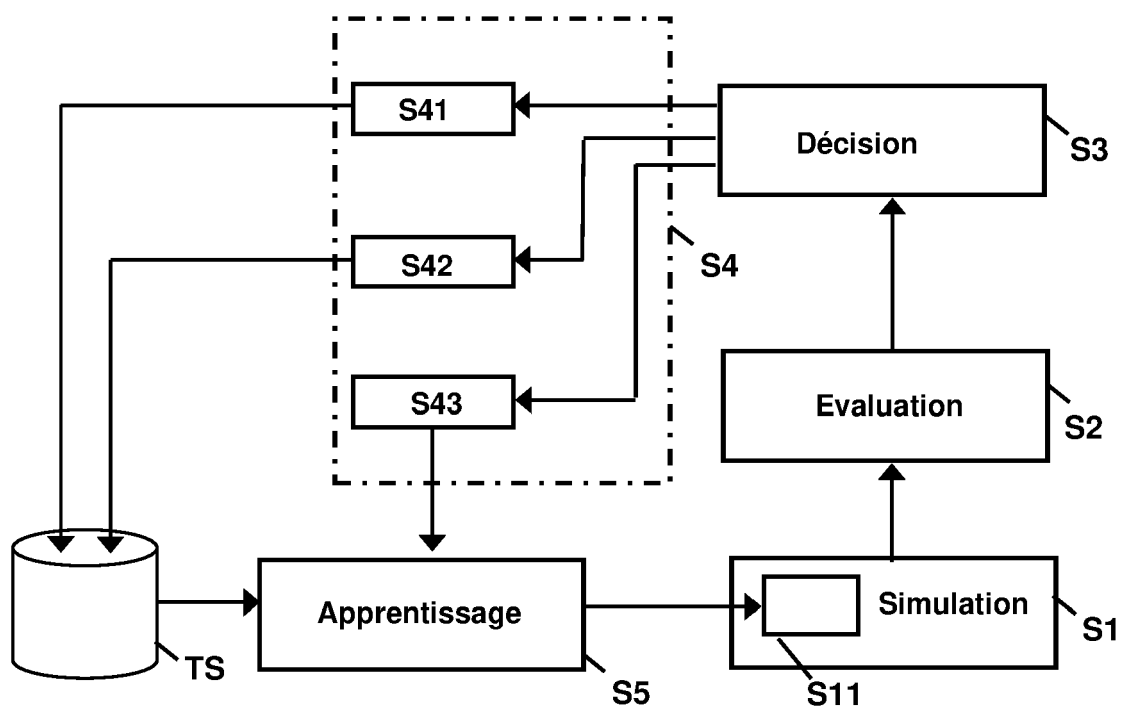 S41
Décision
S3
S42
S4
S43
Evaluation
S2
Apprentissage
Simulation
S1
TS
S5
S11